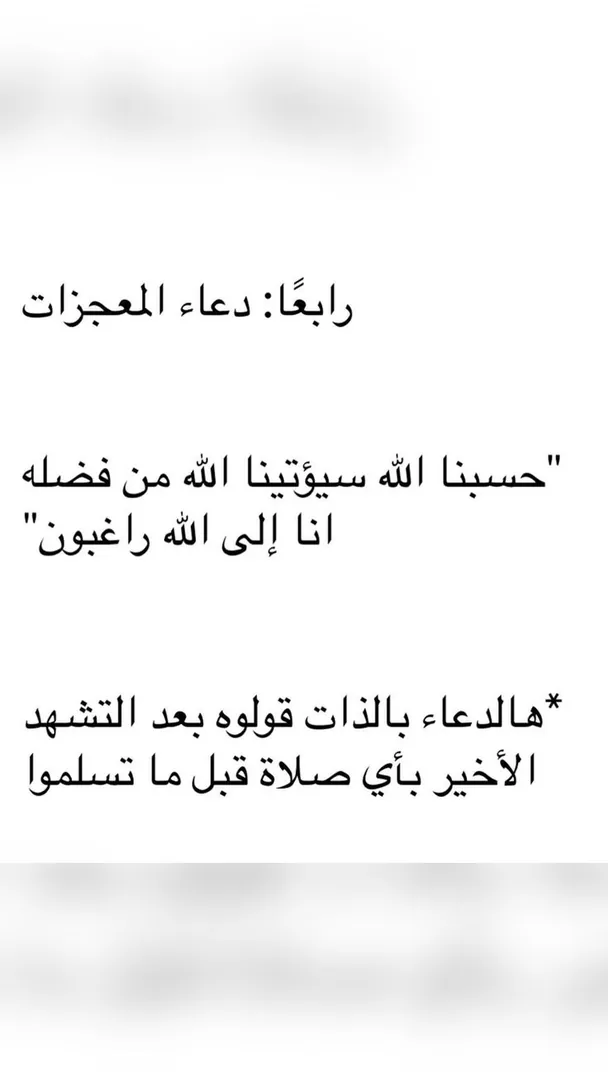 رابعًا: دعاء المعجزات
"حسبنا الله سيؤتينا الله من فضله
انا إلى الله راغبون"
*هالدعاء بالذات قولوه بعد التشهد
الأخير بأي صلاة قبل ما تسلموا